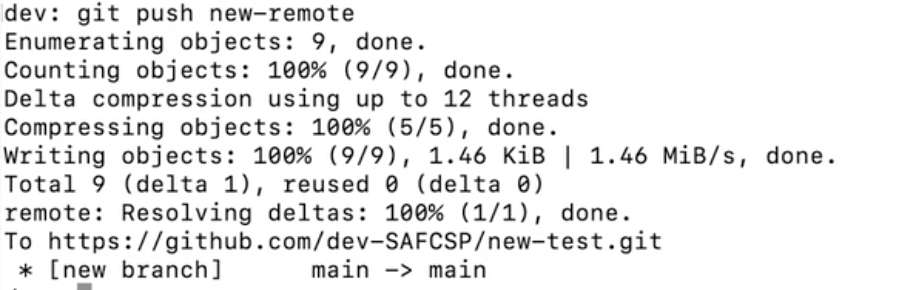 dev: git push new-remote
Enumerating objects: 9, done.
Counting objects: 100% (9/9), done.
Delta compression using up to 12 threads
Compressing objects: 100% (5/5), done.
Writing objects: 100% (9/9), 1.46 KiB | 1.46 MiB/s, done.
Total 9 (delta 1), reused 0 (delta 0)
remote: Resolving deltas: 100% (1/1), done.
To https://github.com/dev-SAFCSP/new-test.git
 * [new branch]      main -> main